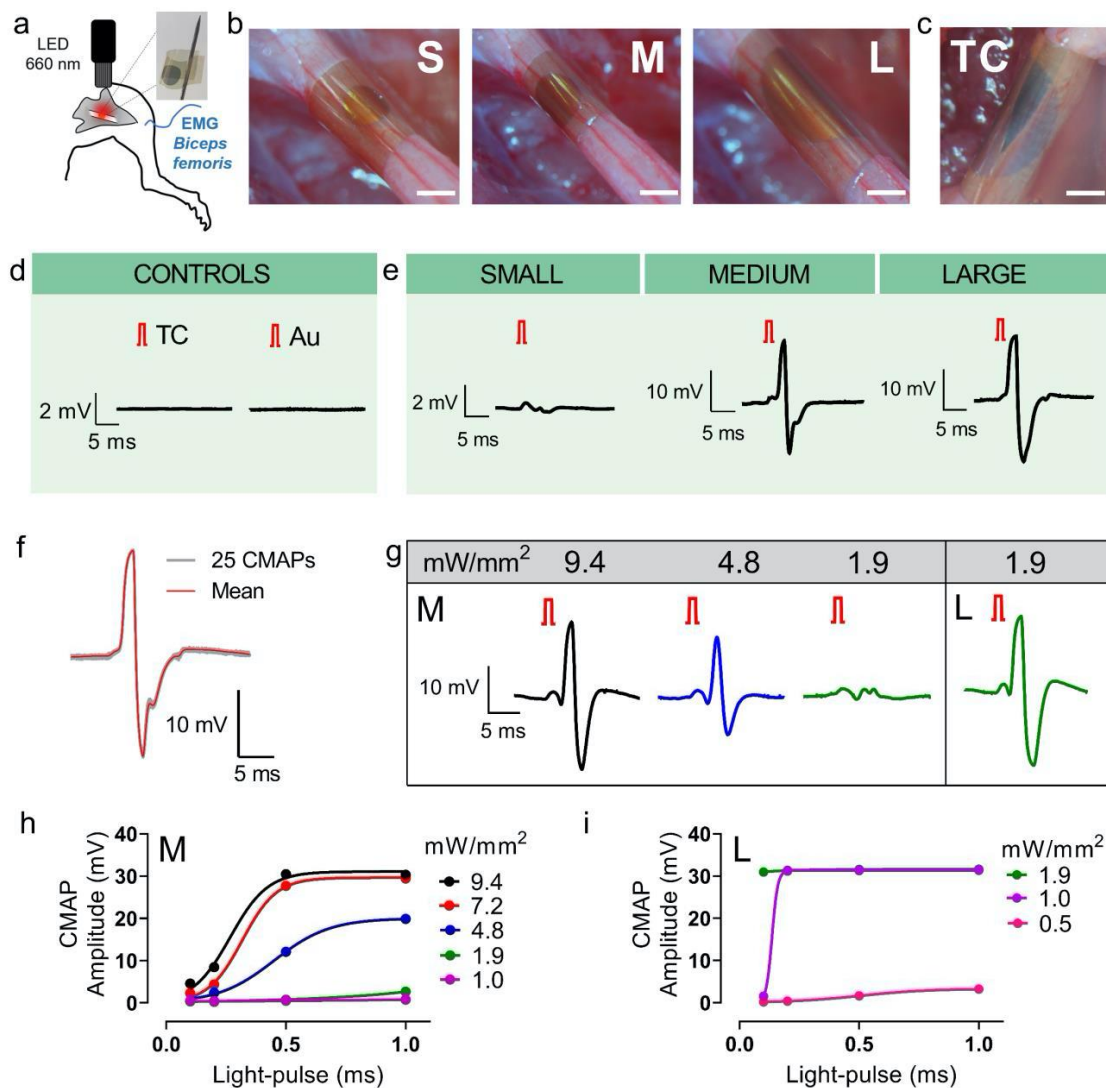 a
LED
660 nm
EMG
Biceps
femoris
b
S
M
L
c
TC
d
CONTROLS
TC
Au
2 mV
5 ms
e
SMALL
MEDIUM
LARGE
2 mV
5 ms
10 mV
5 ms
10 mV
5 ms
f
25 CMAPs
Mean
10 mV
5 ms
g
mW/mm² 9.4 4.8 1.9 1.9
M
L
10 mV
5 ms
h
CMAP
Amplitude (mV)
40
30
20
10
0
M
mW/mm²
9.4
7.2
4.8
1.9
1.0
0.0 0.5 1.0
Light-pulse (ms)
i
CMAP
Amplitude (mV)
40
30
20
10
0
L
mW/mm²
1.9
1.0
0.5
0.0 0.5 1.0
Light-pulse (ms)